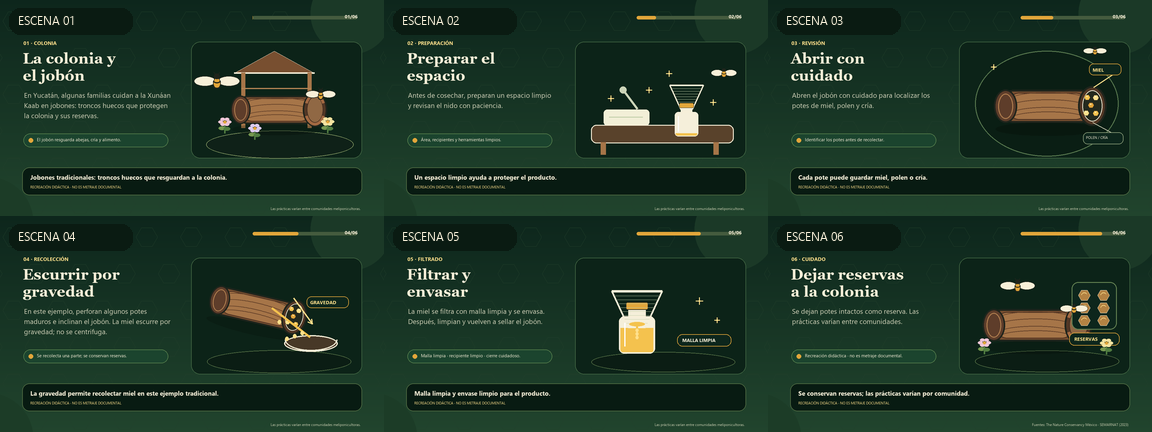 ESCENA 01
01/06
01 · COLONIA
La colonia y
el jobón
En Yucatán, algunas familias cuidan a la Xunáan
Kaab en jobones: troncos huecos que protegen
la colonia y sus reservas.
El jobón resguarda abejas, cría y alimento.
Jobones tradicionales: troncos huecos que resguardan a la colonia.
RECREACIÓN DIDÁCTICA · NO ES METRAJE DOCUMENTAL
Las prácticas varían entre comunidades meliponicultoras.
ESCENA 02
02/06
02 · PREPARACIÓN
Preparar el
espacio
Antes de cosechar, preparan un espacio limpio
y revisan el nido con paciencia.
Área, recipientes y herramientas limpios.
Un espacio limpio ayuda a proteger el producto.
RECREACIÓN DIDÁCTICA · NO ES METRAJE DOCUMENTAL
Las prácticas varían entre comunidades meliponicultoras.
ESCENA 03
03/06
03 · REVISIÓN
Abrir con
cuidado
Abren el jobón con cuidado para localizar los
potes de miel, polen y cría.
Identificar los potes antes de recolectar.
MIEL
POLEN / CRÍA
Cada pote puede guardar miel, polen o cría.
RECREACIÓN DIDÁCTICA · NO ES METRAJE DOCUMENTAL
Las prácticas varían entre comunidades meliponicultoras.
ESCENA 04
04/06
04 · RECOLECCIÓN
Escurrir por
gravedad
En este ejemplo, perforan algunos potes
maduros e inclinan el jobón. La miel escurre por
gravedad; no se centrifuga.
Se recolecta una parte; se conservan reservas.
GRAVEDAD
La gravedad permite recolectar miel en este ejemplo tradicional.
RECREACIÓN DIDÁCTICA · NO ES METRAJE DOCUMENTAL
Las prácticas varían entre comunidades meliponicultoras.
ESCENA 05
05/06
05 · FILTRADO
Filtrar y
envasar
La miel se filtra con malla limpia y se envasa.
Después, limpian y vuelven a sellar el jobón.
Malla limpia · recipiente limpio · cierre cuidadoso.
MALLA LIMPIA
Malla limpia y envase limpio para el producto.
RECREACIÓN DIDÁCTICA · NO ES METRAJE DOCUMENTAL
Las prácticas varían entre comunidades meliponicultoras.
ESCENA 06
06/06
06 · CUIDADO
Dejar reservas
a la colonia
Se dejan potes intactos como reserva. Las
prácticas varían entre comunidades.
Recreación didáctica · no es metraje documental.
RESERVAS
Se conservan reservas; las prácticas varían por comunidad.
RECREACIÓN DIDÁCTICA · NO ES METRAJE DOCUMENTAL
Fuentes: The Nature Conservancy México · SEMARNAT (2020)